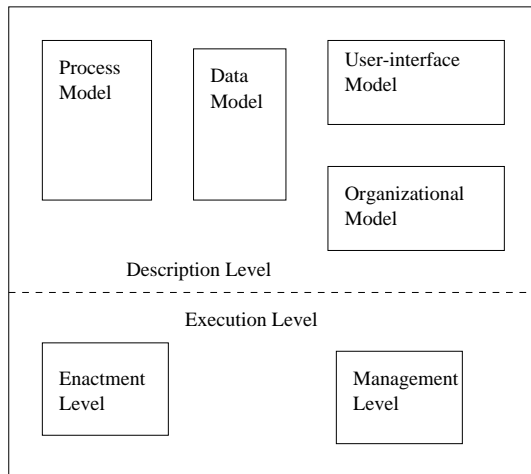 Process
Model
Data
Model
User-interface
Model
Organizational
Model
Description Level
Execution Level
Enactment
Level
Management
Level